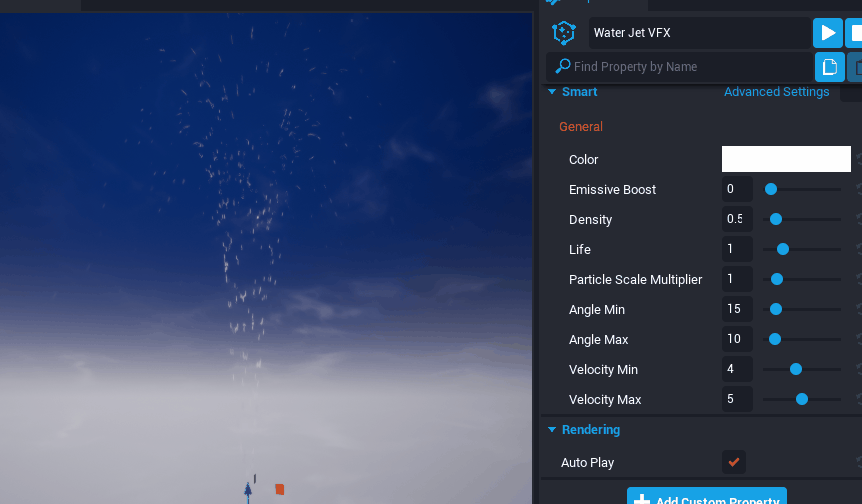 Water Jet VFX
Find Property by Name
Smart Advanced Settings
General
Color
Emissive Boost 0
Density 0.5
Life 1
Particle Scale Multiplier 1
Angle Min 15
Angle Max 10
Velocity Min 4
Velocity Max 5
Rendering
Auto Play
Add Custom Property